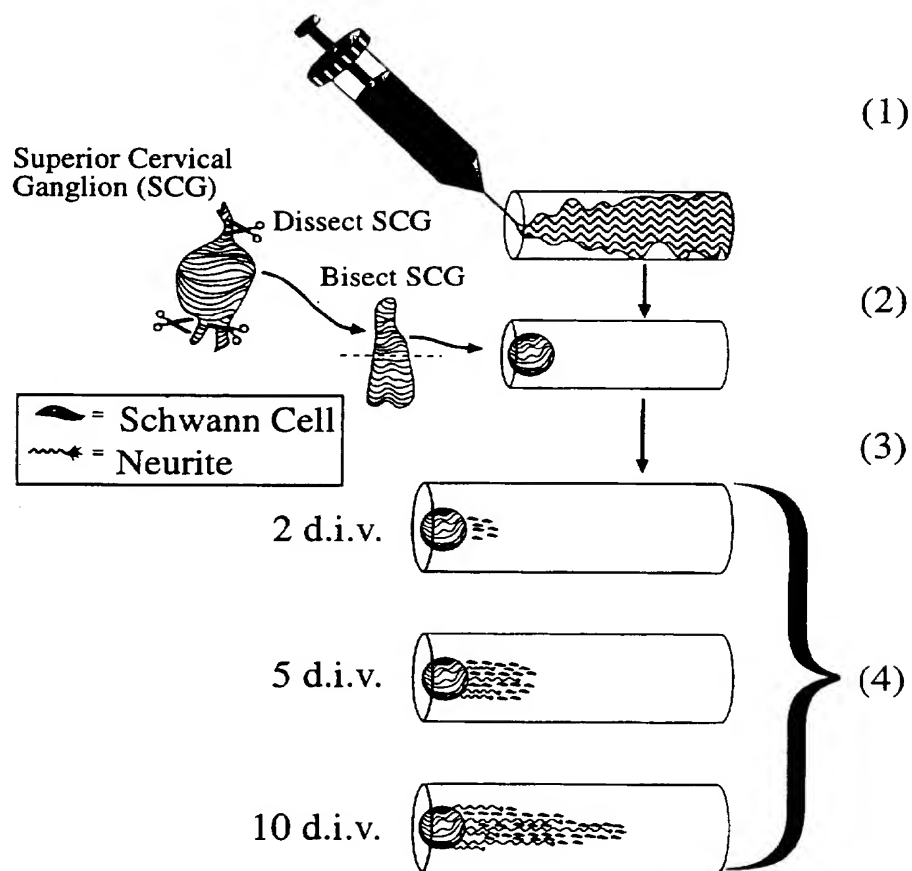 (1)
Superior Cervical
Ganglion (SCG)
Dissect SCG
Bisect SCG
(2)
= Schwann Cell
= Neurite
(3)
2 d.i.v.
5 d.i.v.
(4)
10 d.i.v.